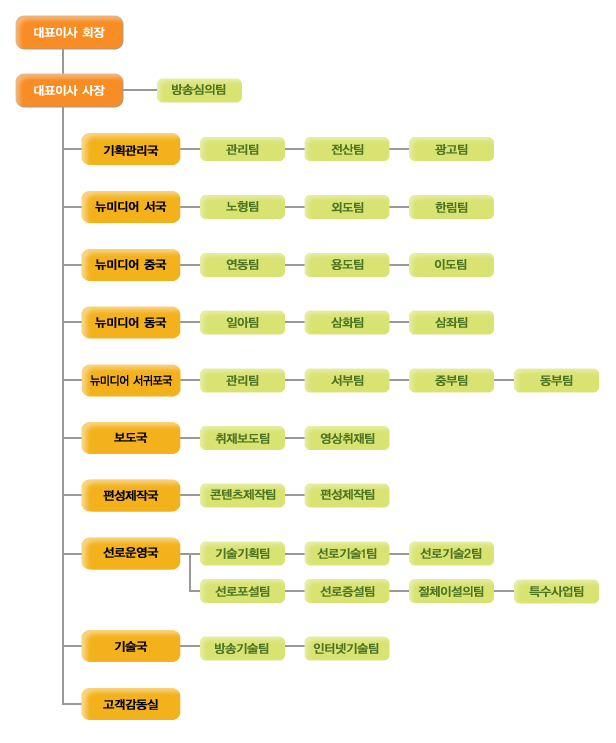 대표이사 회장
대표이사 사장 방송심의팀
기획관리국 관리팀 전산팀 광고팀
뉴미디어 서국 노형팀 외도팀 한림팀
뉴미디어 중국 연동팀 용도팀 이도팀
뉴미디어 동국 일아팀 삼화팀 삼좌팀
뉴미디어 서귀포국 관리팀 서부팀 중부팀 동부팀
보도국 취재보도팀 영상취재팀
편성제작국 콘텐츠제작팀 편성제작팀
선로운영국 기술기획팀 선로기술1팀 선로기술2팀
선로포설팀 선로증설팀 절체이설의팀 특수사업팀
기술국 방송기술팀 인터넷기술팀
고객감동실